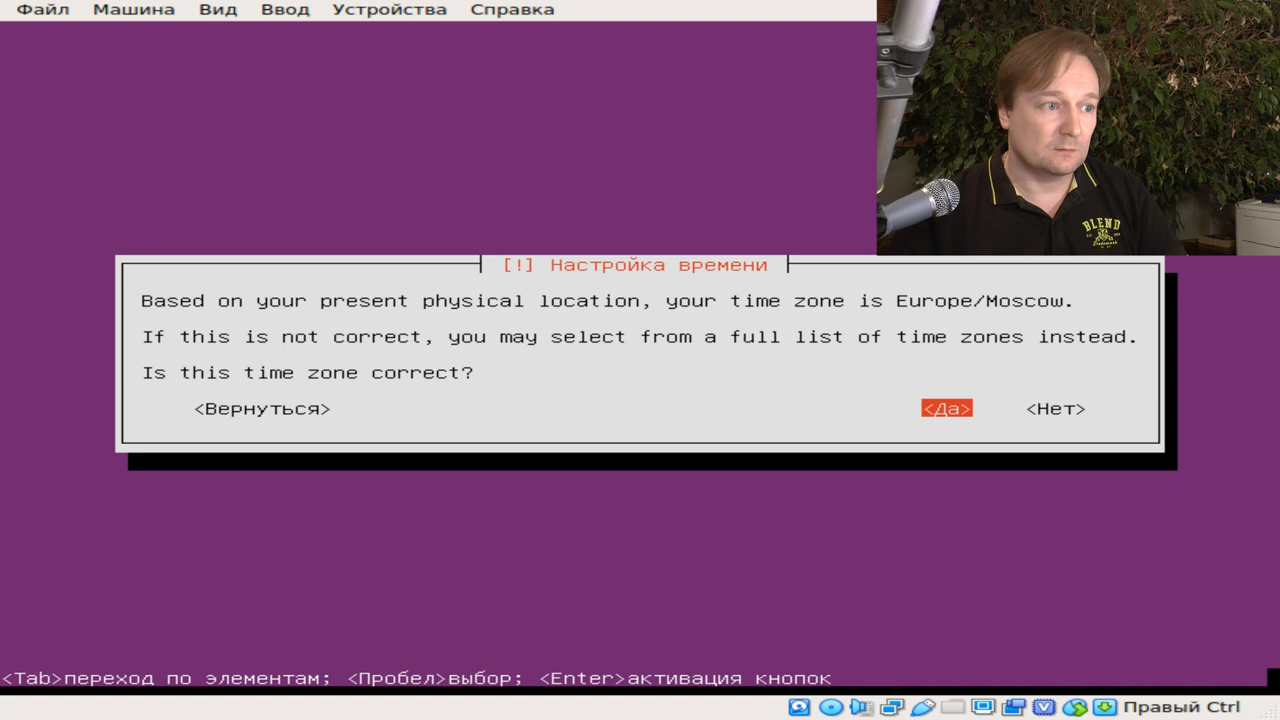 Файл Машина Вид Ввод Устройства Справка
BLEND
[!] Настройка времени
Based on your present physical location, your time zone is Europe/Moscow.
If this is not correct, you may select from a full list of time zones instead.
Is this time zone correct?
<Вернуться> <Да> <Нет>
<Tab>переход по элементам; <Пробел>выбор; <Enter>активация кнопок
V Правый Ctrl